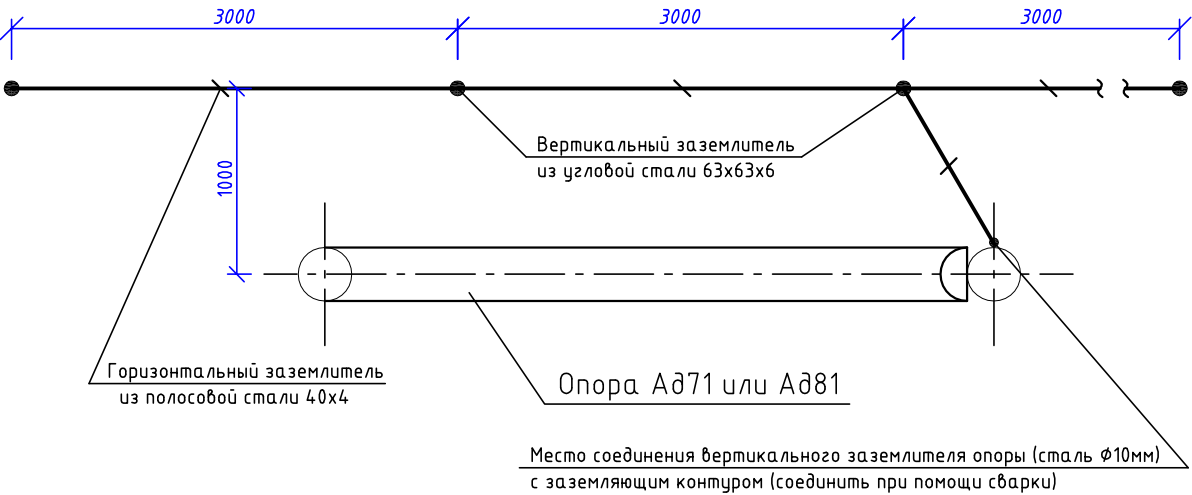 3000
3000
3000
1000
Вертикальный заземлитель
из угловой стали 63х63х6
Горизонтальный заземлитель
из полосовой стали 40х4
Опора Ад71 или Ад81
Место соединения вертикального заземлителя опоры (сталь Ф10мм)
с заземляющим контуром (соединить при помощи сварки)